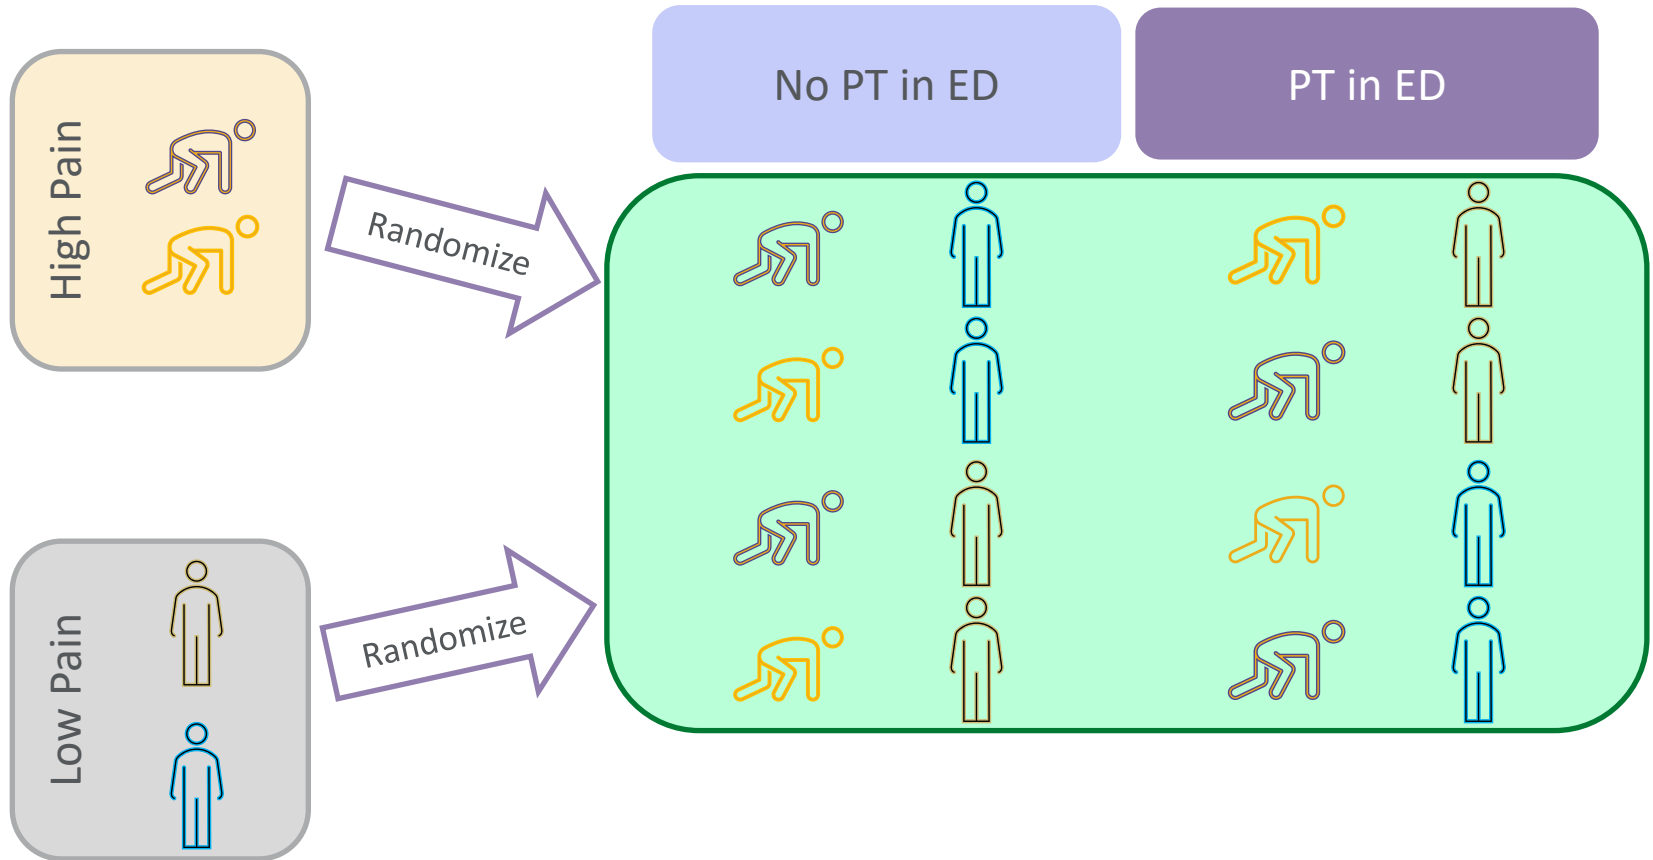 High Pain
Randomize
No PT in ED
PT in ED
Low Pain
Randomize